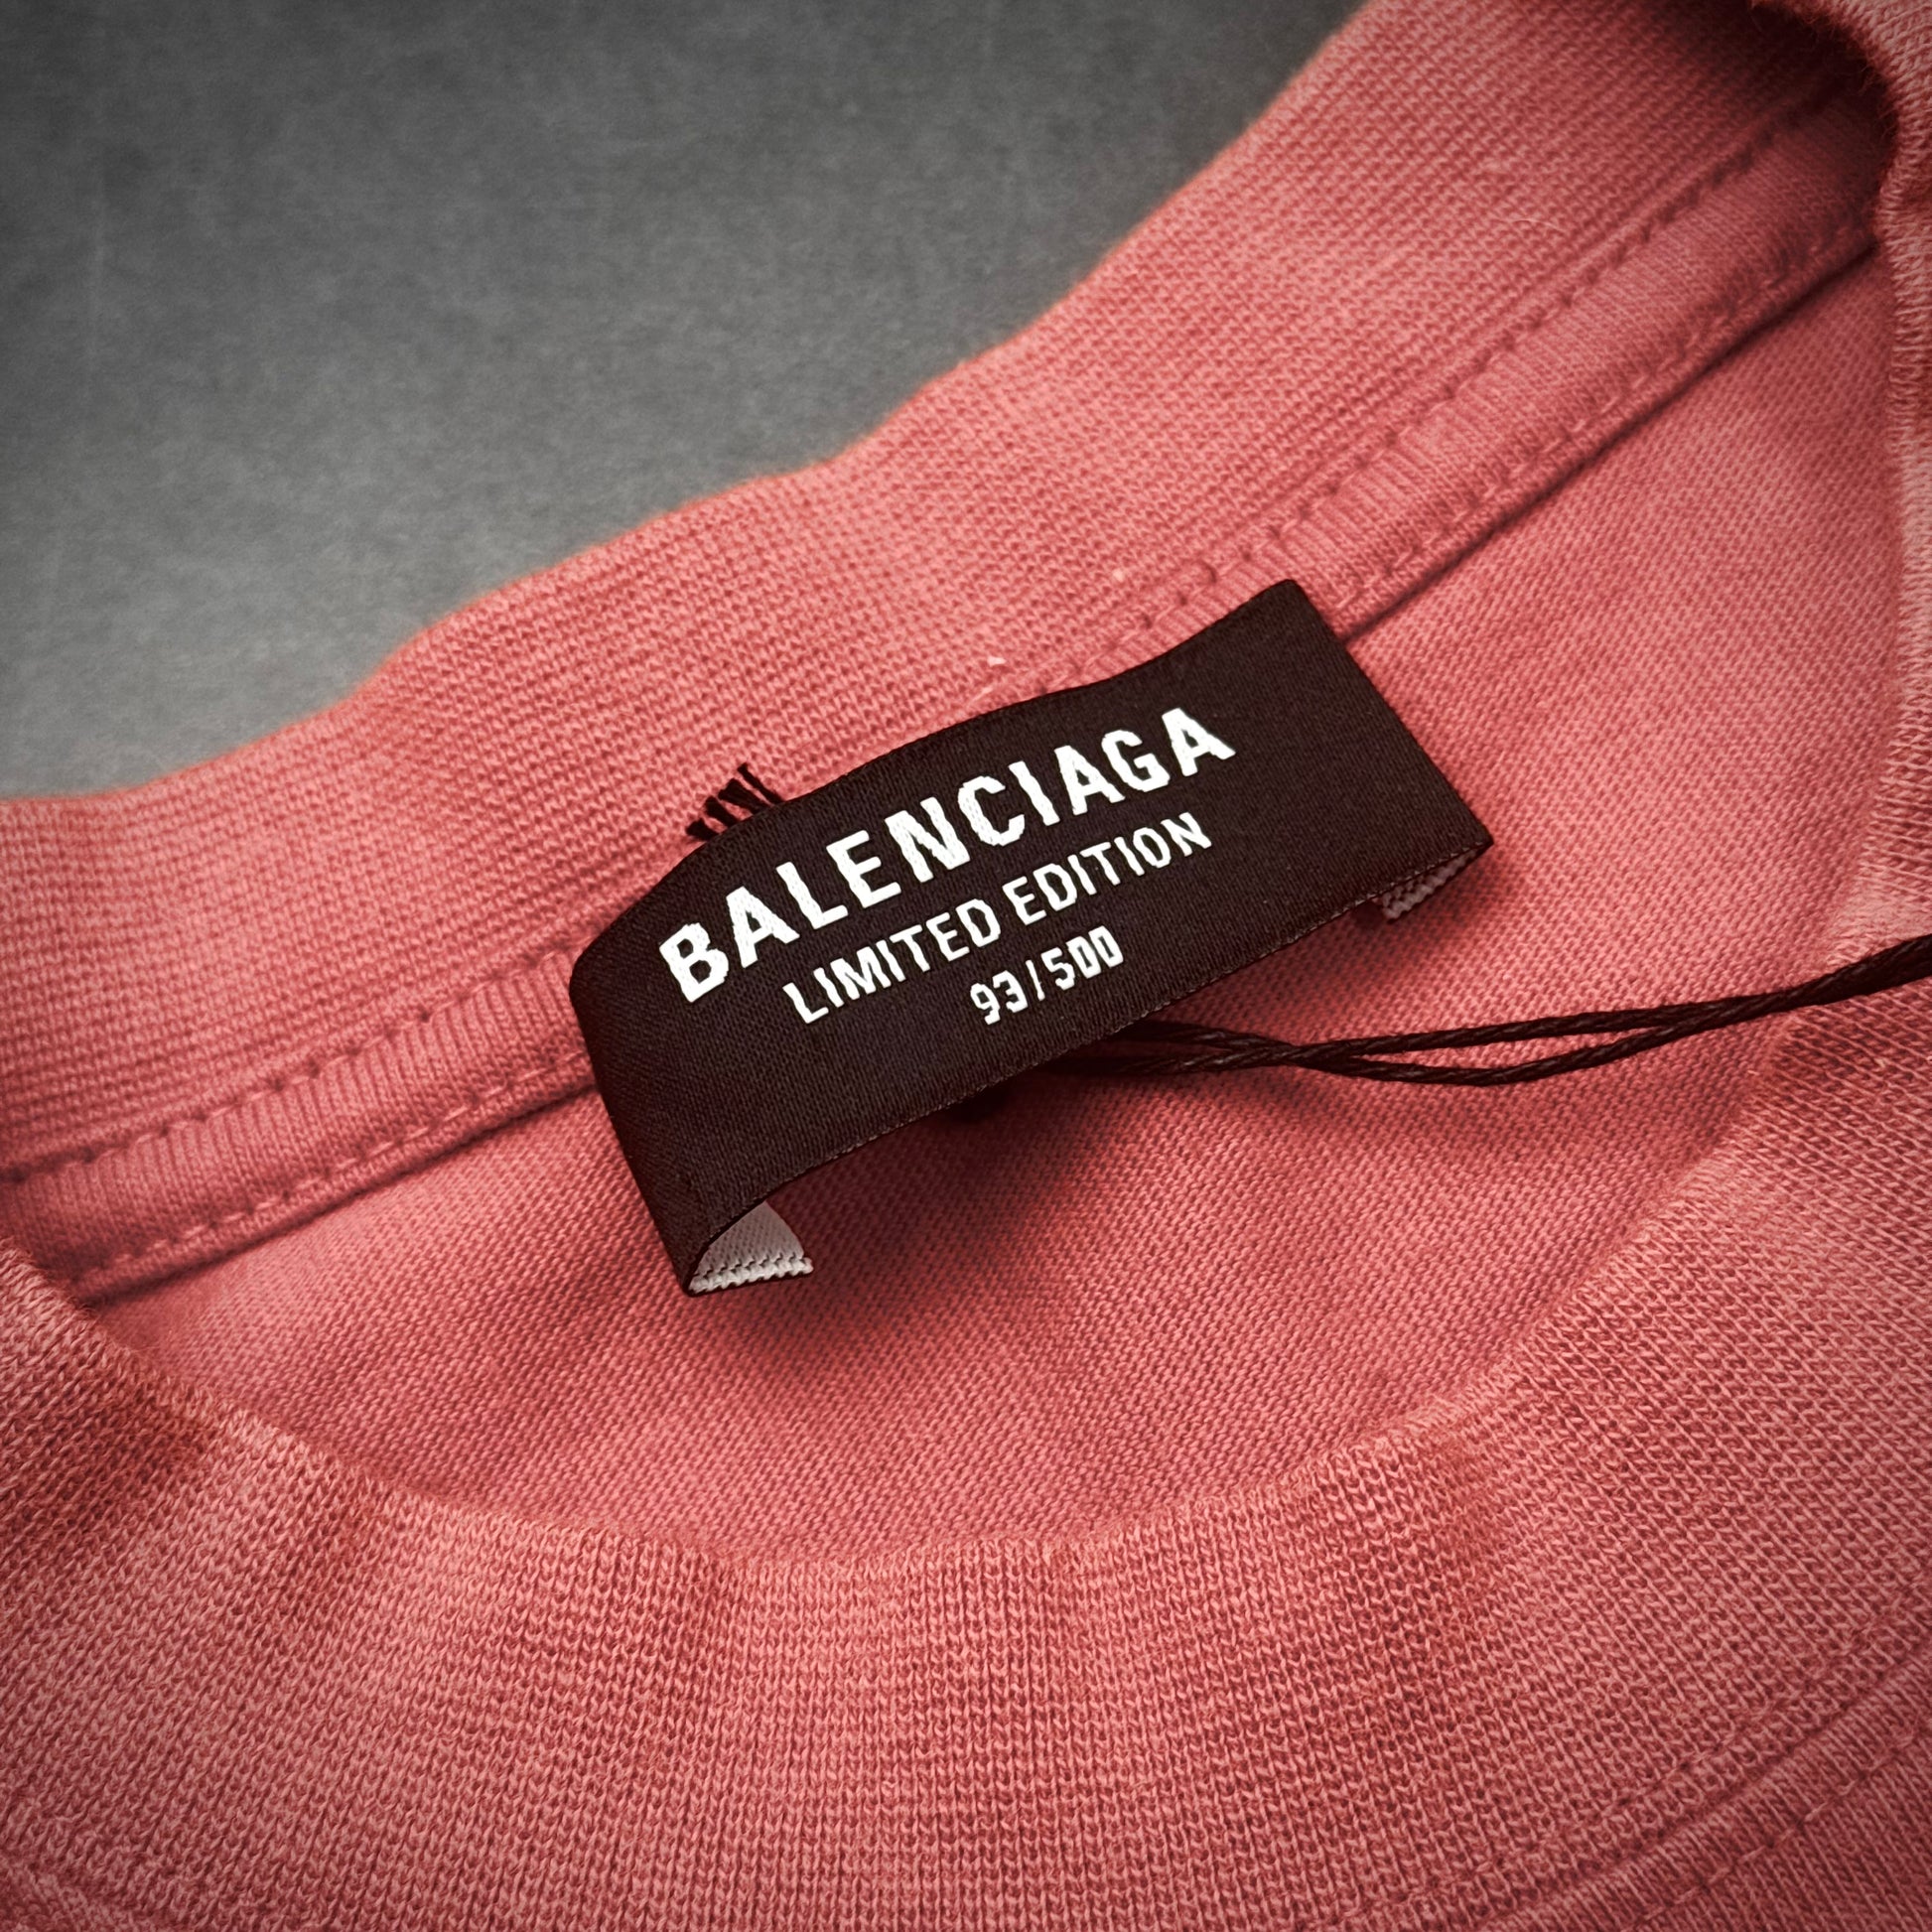 BALENCIAGA
LIMITED EDITION
93/500